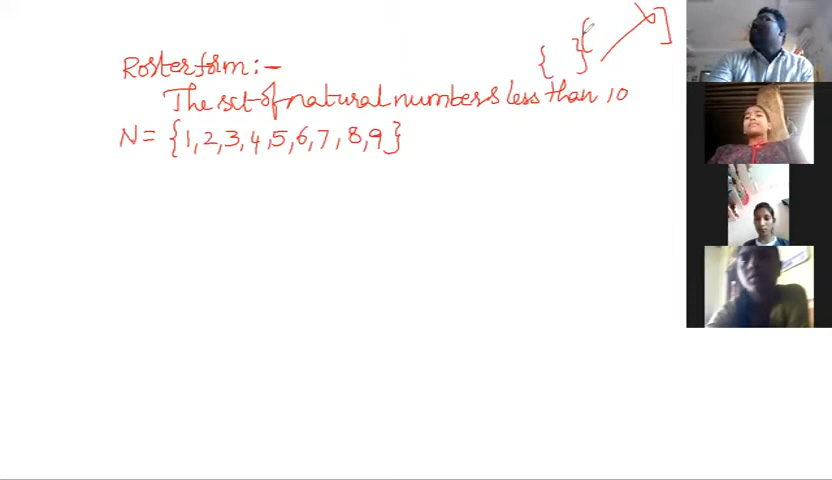 { } [ ]
Roster form:-
The set of natural numbers less than 10
N = {1, 2, 3, 4, 5, 6, 7, 8, 9}